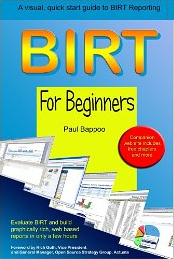 A visual, quick start guide to BIRT Reporting
BIRT
For Beginners
Paul Bappoo
Companion
website includes
free chapters
and more
Evaluate BIRT and build
graphically rich, web based
reports in only a few hours
Foreword by Rich Guth, Vice President
and General Manager, Open Source Strategy Group, Actuate